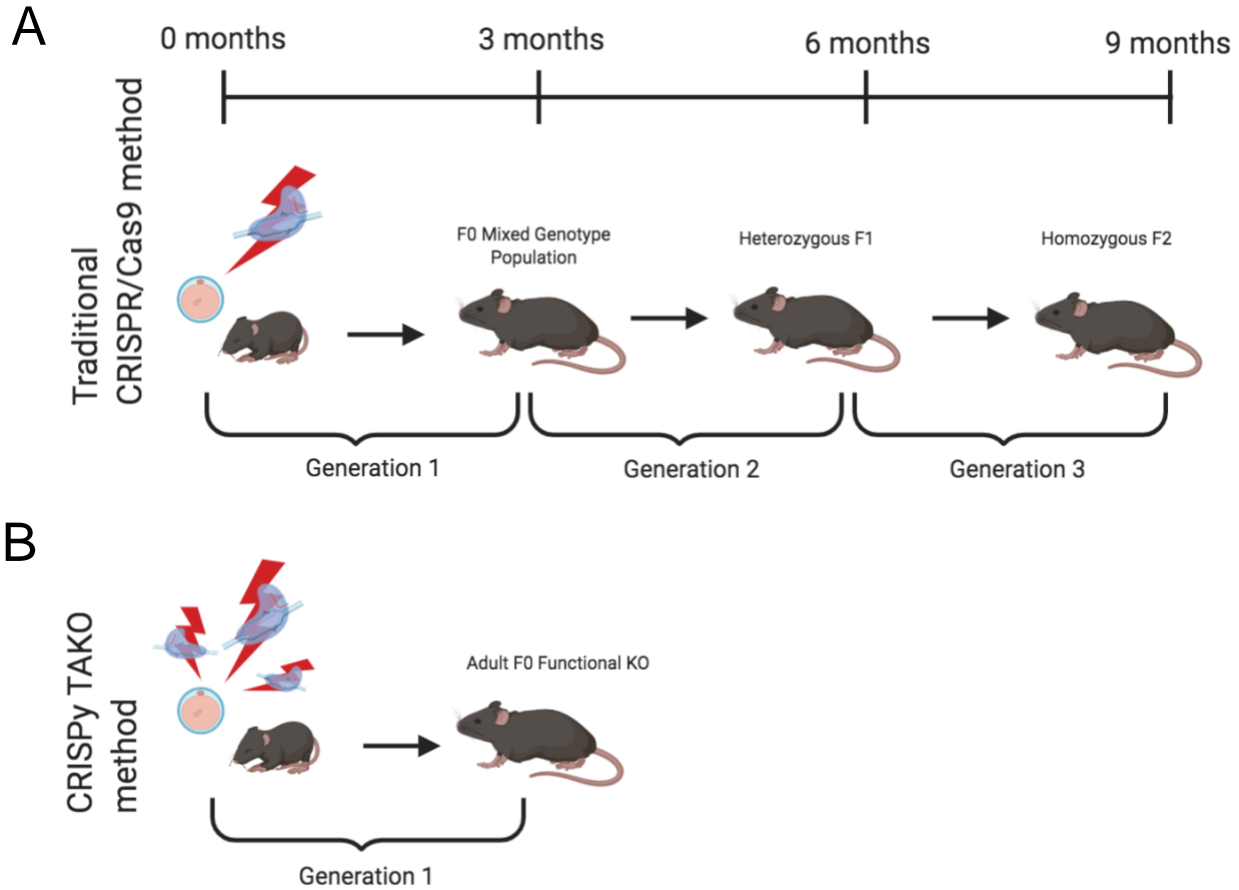 A
0 months
3 months
6 months
9 months
Traditional
CRISPR/Cas9 method
F0 Mixed Genotype
Population
Heterozygous F1
Homozygous F2
Generation 1
Generation 2
Generation 3
B
CRISPy TAKO
method
Adult F0 Functional KO
Generation 1